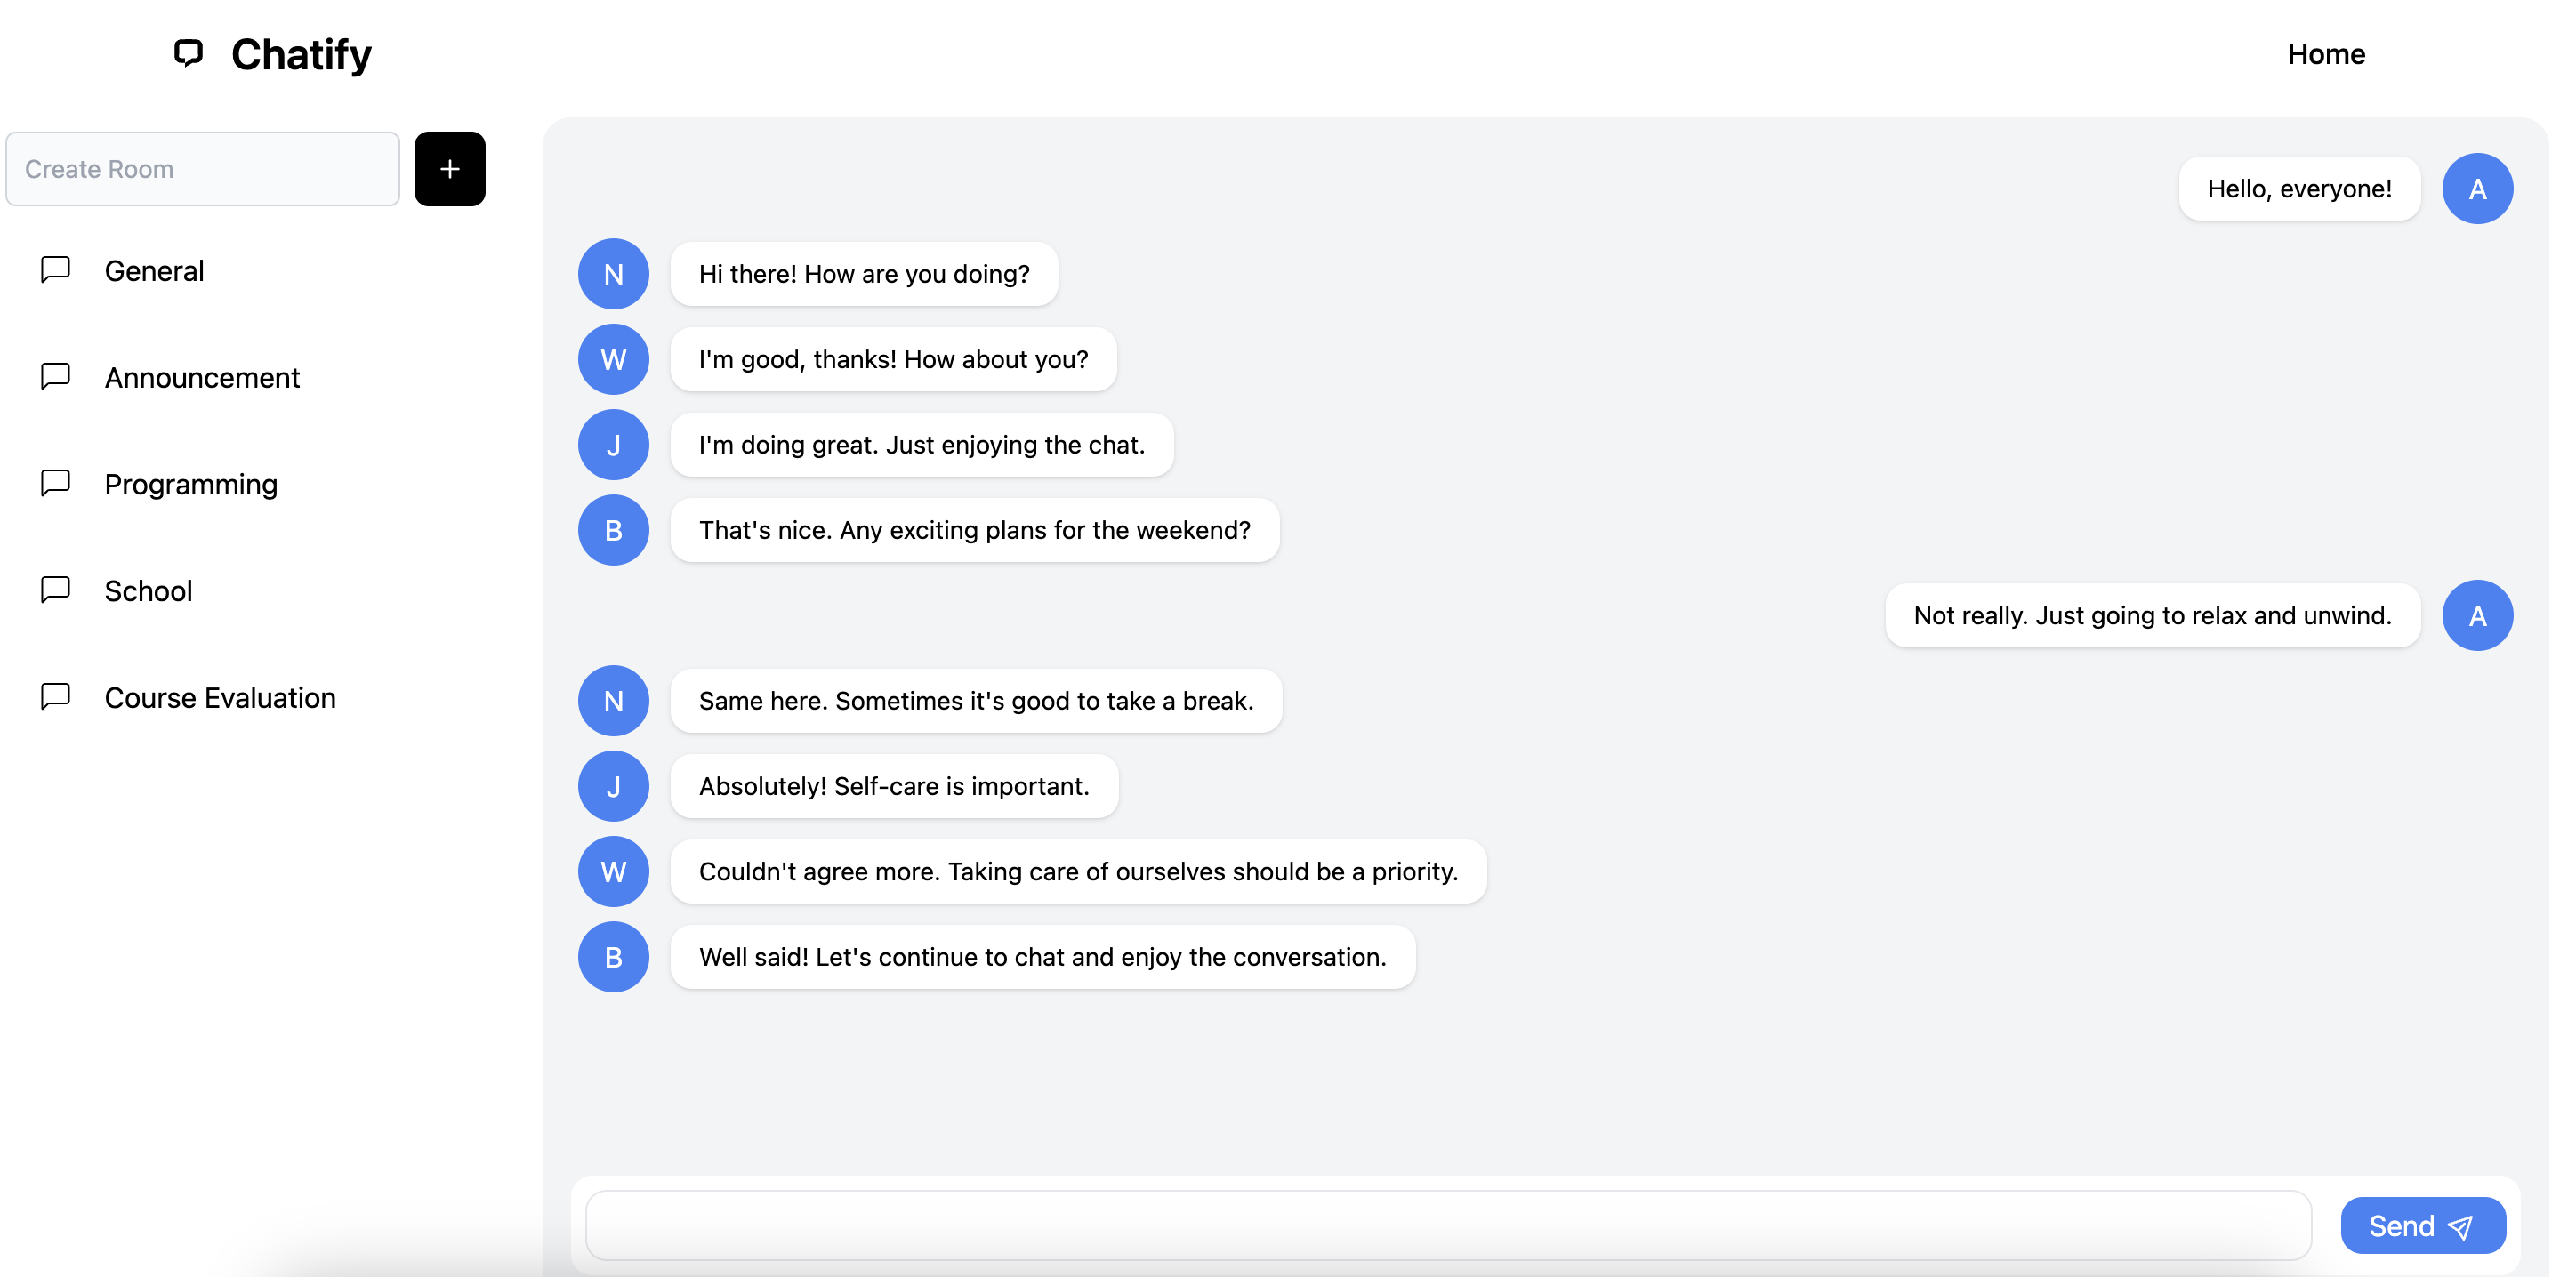 Chatify
Home
Create Room
+
General
Announcement
Programming
School
Course Evaluation
Hello, everyone!
A
N
Hi there! How are you doing?
W
I'm good, thanks! How about you?
J
I'm doing great. Just enjoying the chat.
B
That's nice. Any exciting plans for the weekend?
Not really. Just going to relax and unwind.
A
N
Same here. Sometimes it's good to take a break.
J
Absolutely! Self-care is important.
W
Couldn't agree more. Taking care of ourselves should be a priority.
B
Well said! Let's continue to chat and enjoy the conversation.
Send